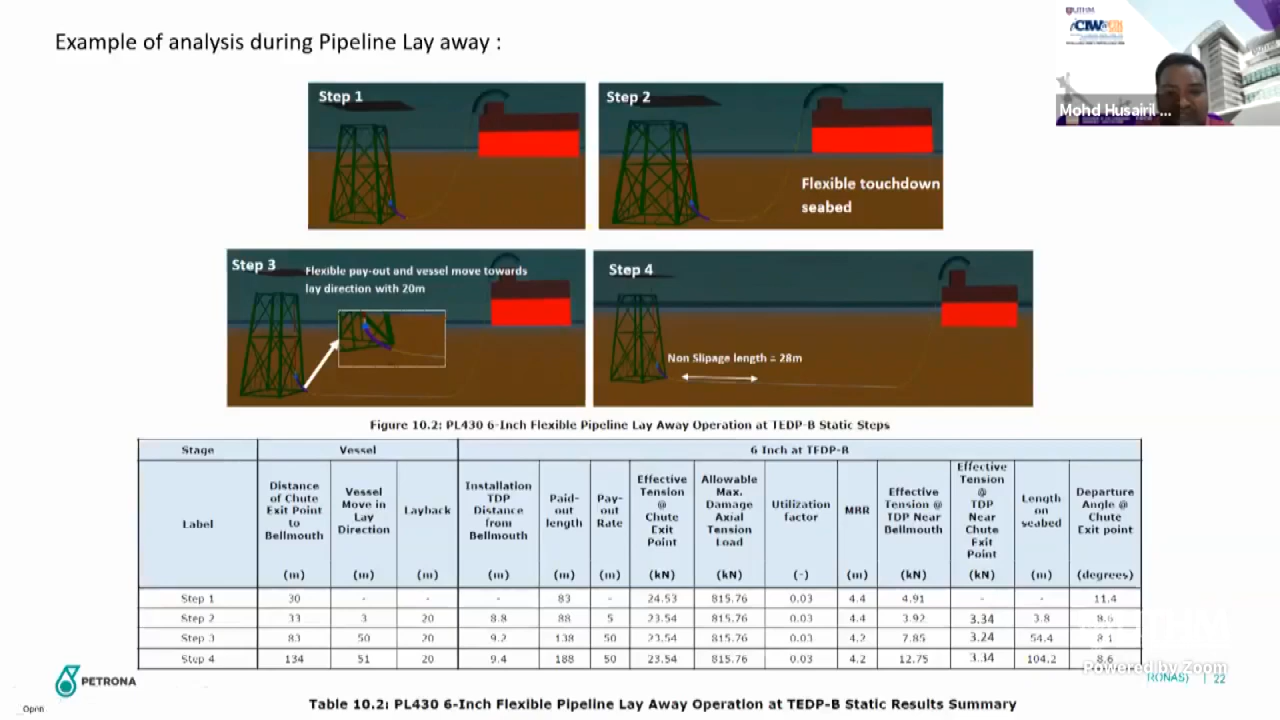 Example of analysis during Pipeline Lay away :
UTHM
Mohd Husairil ...
Step 1
Step 2
Flexible touchdown
seabed
Step 3
Flexible pay-out and vessel move towards
lay direction with 20m
Step 4
Non Slipage length = 28m
Figure 10.2: PL430 6-Inch Flexible Pipeline Lay Away Operation at TEDP-B Static Steps
Stage Vessel 6 Inch at TEDP-B
Label
Distance of Chute Exit Point to Bellmouth (m)
Vessel Move in Lay Direction (m)
Layback (m)
Installation TDP Distance from Bellmouth (m)
Paid-out length (m)
Pay-out Rate (m)
Effective Tension @ Chute Exit Point (kN)
Allowable Max. Damage Axial Tension Load (kN)
Utilization factor (-)
MBR (m)
Effective Tension @ TDP Near Bellmouth (kN)
Effective Tension @ TDP Near Chute Exit Point (kN)
Length on seabed (m)
Departure Angle @ Chute Exit point (degrees)
Step 1 30 - - - 83 - 24.53 815.76 0.03 4.4 4.91 - - 11.4
Step 2 33 3 20 8.8 88 5 23.54 815.76 0.03 4.4 3.92 3.34 3.8 8.6
Step 3 83 50 20 9.2 138 50 23.54 815.76 0.03 4.2 7.85 3.24 54.4 8.1
Step 4 134 51 20 9.4 188 50 23.54 815.76 0.03 4.2 12.75 3.34 104.2 8.6
UTHM
Powered by Zoom
PETRONA
RONAS) | 22
Open
Table 10.2: PL430 6-Inch Flexible Pipeline Lay Away Operation at TEDP-B Static Results Summary